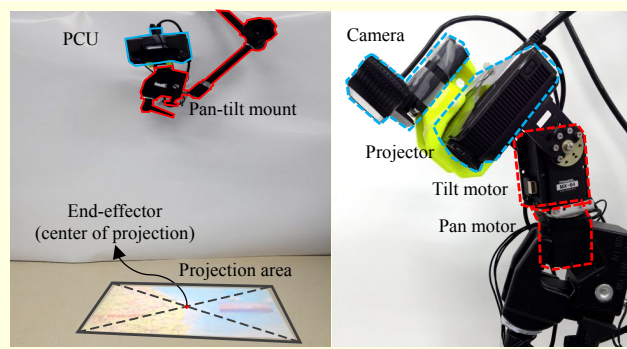 PCU
Pan-tilt mount
End-effector
(center of projection)
Projection area
Camera
Projector
Tilt motor
Pan motor